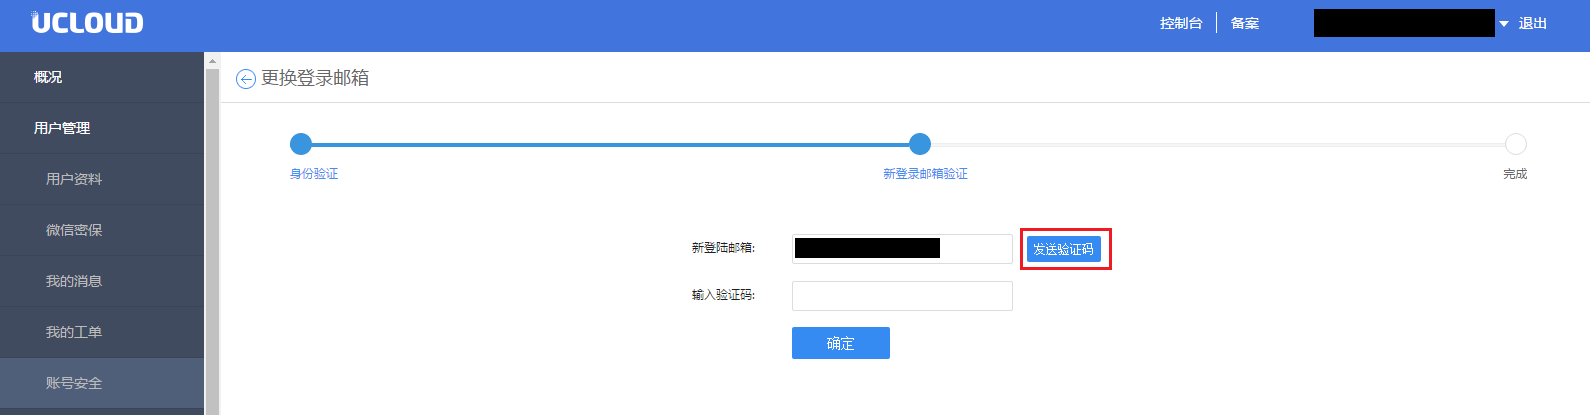 UCLOUD
控制台 备案 退出
概况
用户管理
用户资料
微信密保
我的消息
我的工单
账号安全
更换登录邮箱
身份验证 新登录邮箱验证 完成
新登陆邮箱: 发送验证码
输入验证码:
确定